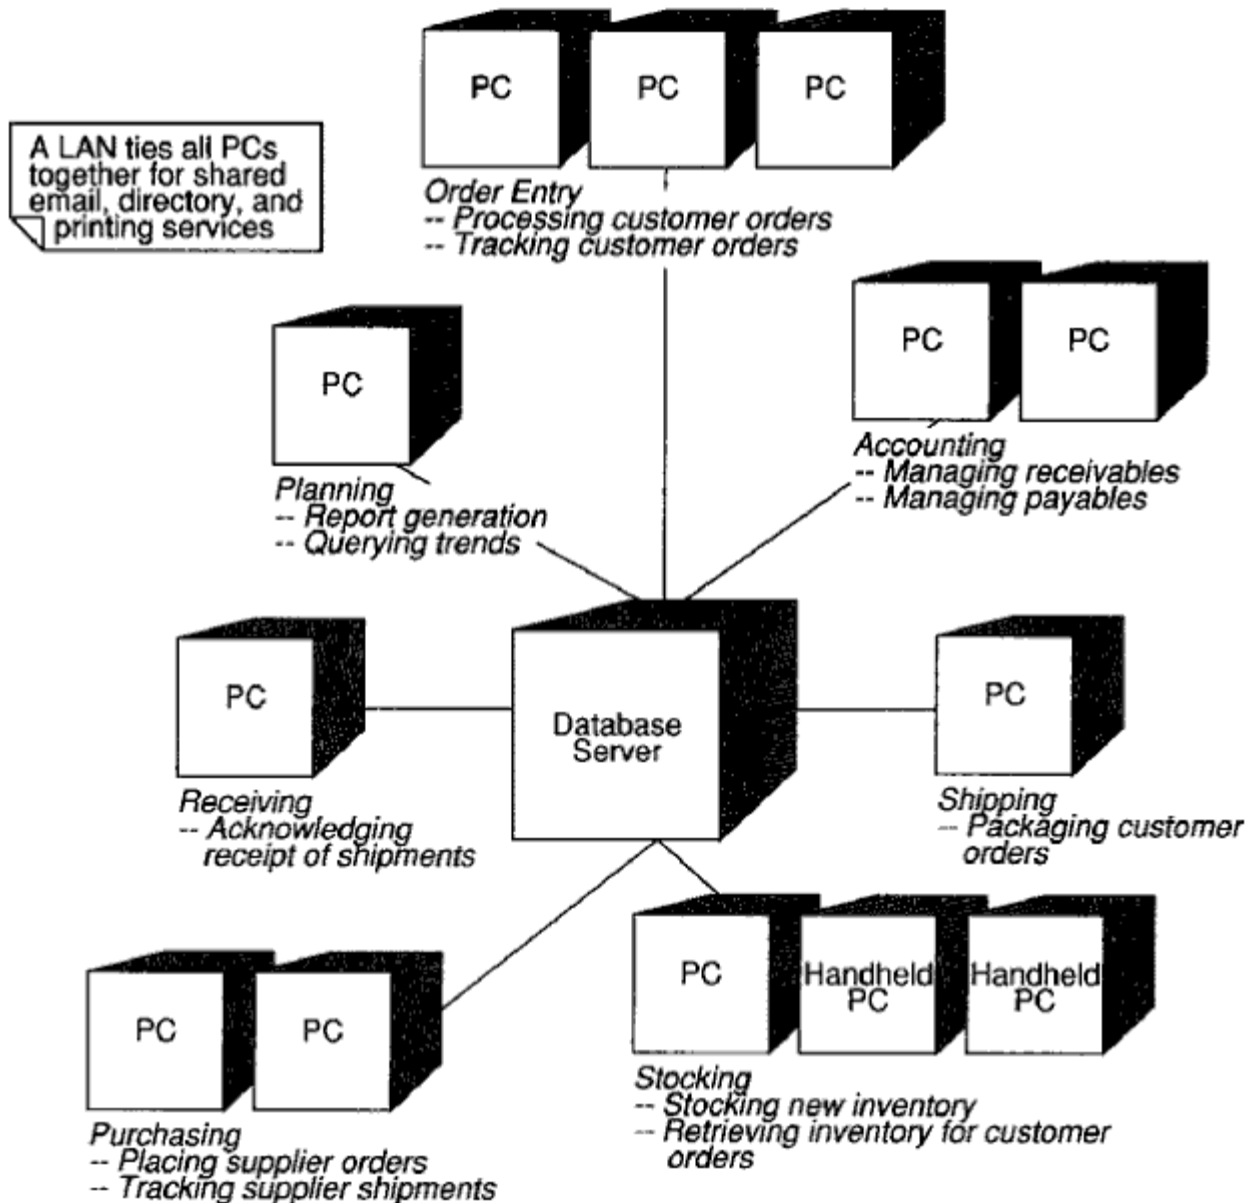 PC
PC
PC
A LAN ties all PCs
together for shared
email, directory, and
printing services
Order Entry
-- Processing customer orders
-- Tracking customer orders
PC
PC
PC
Accounting
-- Managing receivables
-- Managing payables
Planning
-- Report generation
-- Querying trends
PC
Database
Server
PC
Receiving
-- Acknowledging
receipt of shipments
Shipping
-- Packaging customer
orders
PC
PC
PC
Handheld
PC
Handheld
PC
Stocking
-- Stocking new inventory
-- Retrieving inventory for customer
orders
Purchasing
-- Placing supplier orders
-- Tracking supplier shipments